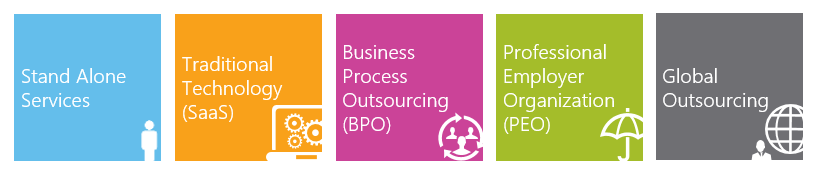 Stand Alone
Services
Traditional
Technology
(SaaS)
Business
Process
Outsourcing
(BPO)
Professional
Employer
Organization
(PEO)
Global
Outsourcing